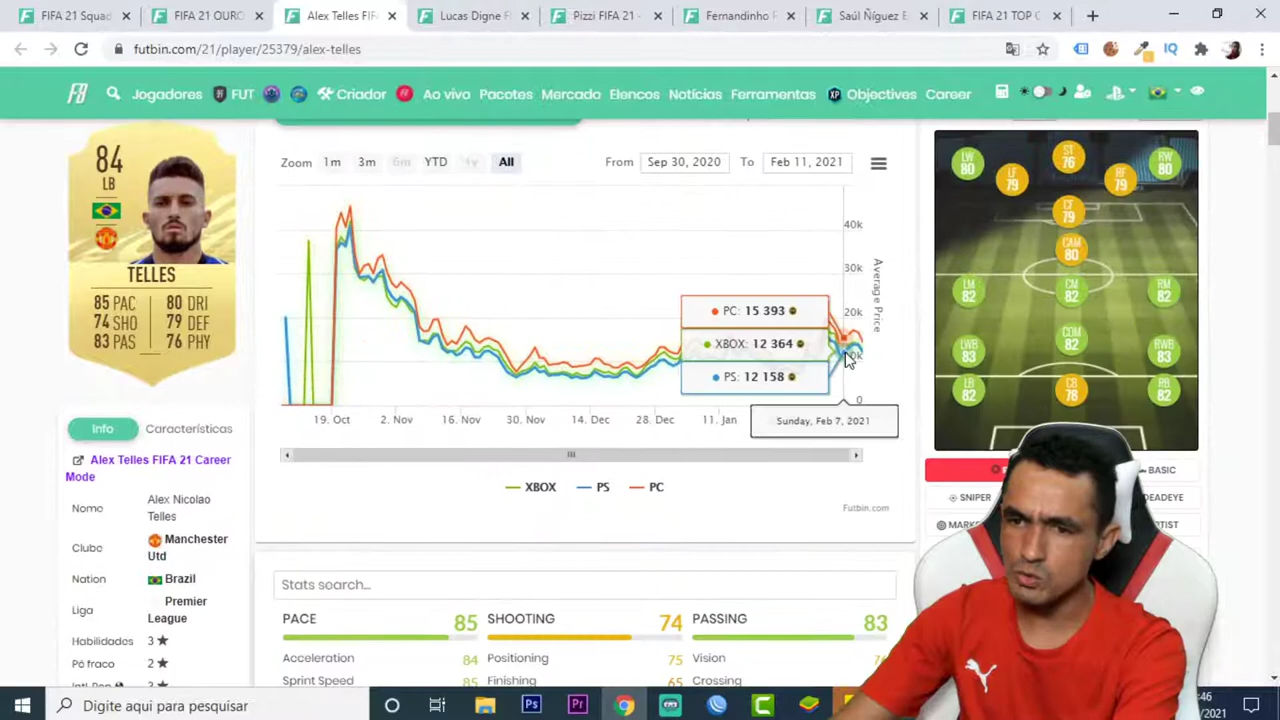 FIFA 21 Squad
FIFA 21 OURO
Alex Telles FIF
Lucas Digne FI
Pizzi FIFA 21 -
Fernandinho F
Saúl Ñíguez E
FIFA 21 TOP C
futbin.com/21/player/25379/alex-telles
IQ
F8 Jogadores FUT Criador Ao vivo Pacotes Mercado Elencos Notícias Ferramentas XP Objectives Career
84
LB
TELLES
85 PAC 80 DRI
74 SHO 79 DEF
83 PAS 76 PHY
Info Características
Alex Telles FIFA 21 Career
Mode
Nome Alex Nicolao
Telles
Clube Manchester
Utd
Nation Brazil
Liga Premier
League
Habilidades 3
Pé fraco 2
Zoom 1m 3m 6m YTD 1y All From Sep 30, 2020 To Feb 11, 2021
40k
30k
20k
0
Average Price
PC: 15 393
XBOX: 12 364
PS: 12 158
19. Oct 2. Nov 16. Nov 30. Nov 14. Dec 28. Dec 11. Jan
Sunday, Feb 7, 2021
XBOX PS PC
Futbin.com
Stats search...
PACE 85 SHOOTING 74 PASSING 83
Acceleration 84 Positioning 75 Vision
Sprint Speed Finishing 65 Crossing
ST
76
LW
80
RW
80
LF
79
RF
79
CF
79
CAM
80
LM
82
CM
82
RM
82
CDM
82
LWB
83
RWB
83
LB
82
CB
78
RB
82
BASIC
SNIPER
DEADEYE
Ps
Pr
Digite aqui para pesquisar